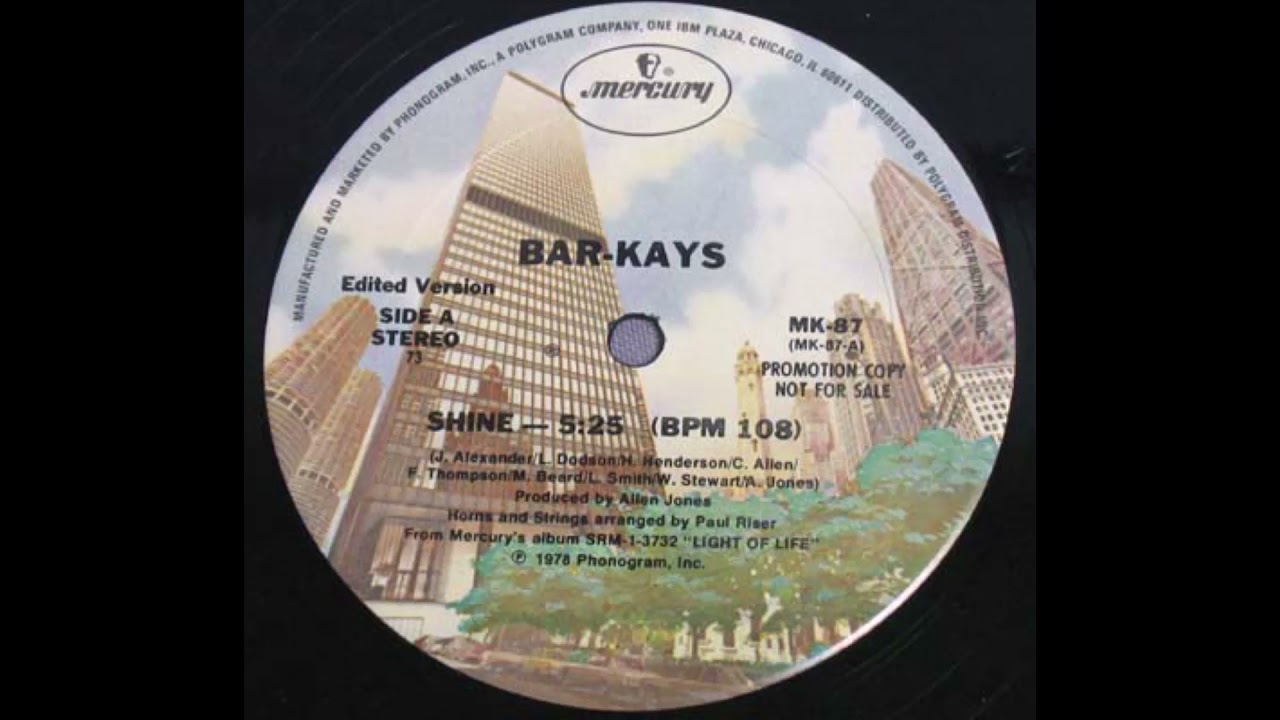 MANUFACTURED AND MARKETED BY PHONOGRAM, INC., A POLYGRAM COMPANY, ONE IBM PLAZA, CHICAGO, IL 60611 DISTRIBUTED BY POLYGRAM DISTRIBUTION, INC.
mercury ®
BAR-KAYS
Edited Version
SIDE A
STEREO
73
℗
MK-87
(MK-87-A)
PROMOTION COPY
NOT FOR SALE
SHINE — 5:25 (BPM 108)
(J. Alexander/L. Dodson/H. Henderson/C. Allen/
F. Thompson/M. Beard/L. Smith/W. Stewart/A. Jones)
Produced by Allen Jones
Horns and Strings arranged by Paul Riser
From Mercury's album SRM-1-3732 "LIGHT OF LIFE"
℗ 1978 Phonogram, Inc.